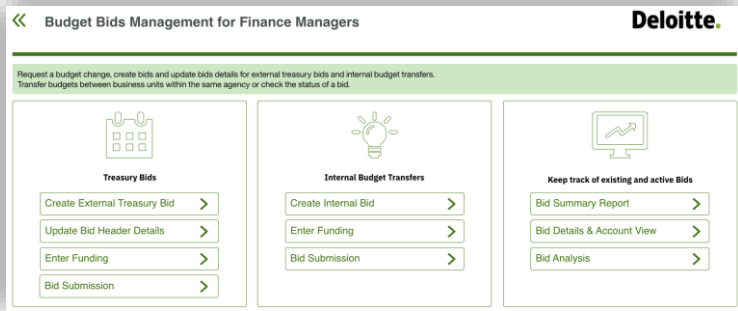 Budget Bids Management for Finance Managers
Deloitte.
Request a budget change, create bids and update bids details for external treasury bids and internal budget transfers.
Transfer budgets between business units within the same agency or check the status of a bid.
Treasury Bids
Create External Treasury Bid
Update Bid Header Details
Enter Funding
Bid Submission
Internal Budget Transfers
Create Internal Bid
Enter Funding
Bid Submission
Keep track of existing and active Bids
Bid Summary Report
Bid Details & Account View
Bid Analysis